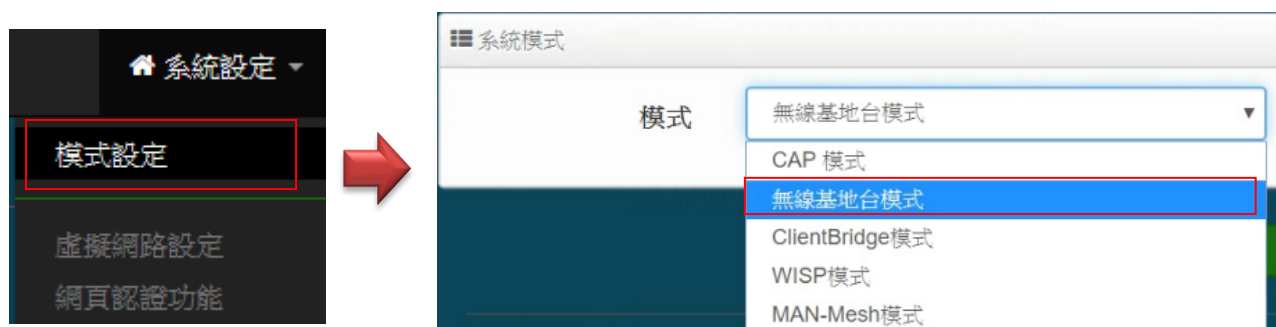 系統設定
模式設定
虛擬網路設定
網頁認證功能
系統模式
模式
無線基地台模式
CAP 模式
無線基地台模式
ClientBridge模式
WISP模式
MAN-Mesh模式